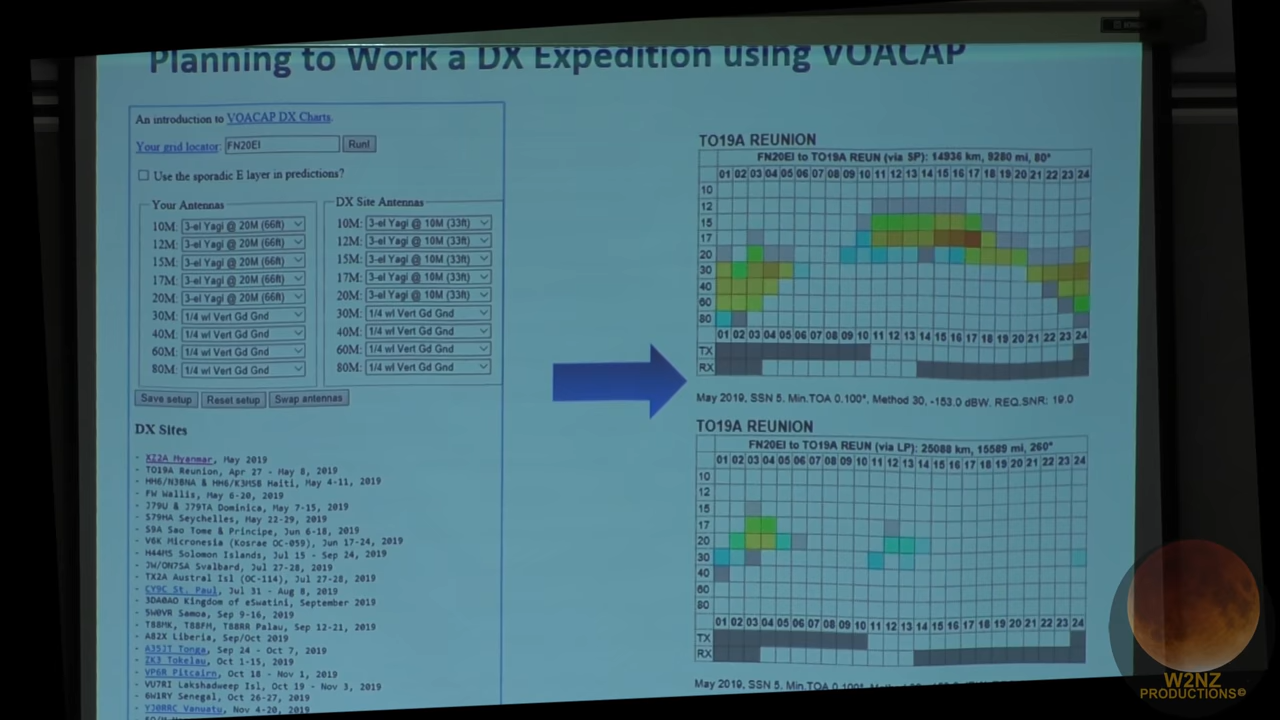 Planning to Work a DX Expedition using VOACAP
An introduction to VOACAP DX Charts.
Your grid locator: FN20EI Run!
Use the sporadic E layer in predictions?
Your Antennas
10M: 3-el Yagi @ 20M (66ft)
12M: 3-el Yagi @ 20M (66ft)
15M: 3-el Yagi @ 20M (66ft)
17M: 3-el Yagi @ 20M (66ft)
20M: 3-el Yagi @ 20M (66ft)
30M: 1/4 wl Vert Gd Gnd
40M: 1/4 wl Vert Gd Gnd
60M: 1/4 wl Vert Gd Gnd
80M: 1/4 wl Vert Gd Gnd
DX Site Antennas
10M: 3-el Yagi @ 10M (33ft)
12M: 3-el Yagi @ 10M (33ft)
15M: 3-el Yagi @ 10M (33ft)
17M: 3-el Yagi @ 10M (33ft)
20M: 3-el Yagi @ 10M (33ft)
30M: 1/4 wl Vert Gd Gnd
40M: 1/4 wl Vert Gd Gnd
60M: 1/4 wl Vert Gd Gnd
80M: 1/4 wl Vert Gd Gnd
Save setup Reset setup Swap antennas
DX Sites
- XZ2A Myanmar, May 2019
- TO19A Reunion, Apr 27 - May 8, 2019
- HH6/N3BNA & HH6/K3MSB Haiti, May 4-11, 2019
- FW Wallis, May 6-20, 2019
- J79U & J79TA Dominica, May 7-15, 2019
- S79HA Seychelles, May 22-29, 2019
- S9A Sao Tome & Principe, Jun 6-18, 2019
- V6K Micronesia (Kosrae OC-059), Jun 17-24, 2019
- H44MS Solomon Islands, Jul 15 - Sep 24, 2019
- JW/ON7SA Svalbard, Jul 27-28, 2019
- TX2A Austral Isl (OC-114), Jul 27-28, 2019
- CY9C St. Paul, Jul 31 - Aug 8, 2019
- 3DA0AO Kingdom of eSwatini, September 2019
- 5W0VR Samoa, Sep 9-16, 2019
- T88MK, T88FM, T88RR Palau, Sep 12-21, 2019
- A82X Liberia, Sep/Oct 2019
- A35JT Tonga, Sep 24 - Oct 7, 2019
- ZK3 Tokelau, Oct 1-15, 2019
- VP6R Pitcairn, Oct 18 - Nov 1, 2019
- VU7RI Lakshadweep Isl, Oct 19 - Nov 3, 2019
- 6W1RY Senegal, Oct 26-27, 2019
- YJ0RRC Vanuatu, Nov 4-20, 2019
TO19A REUNION
FN20EI to TO19A REUN (via SP): 14936 km, 9280 mi, 80°
01 02 03 04 05 06 07 08 09 10 11 12 13 14 15 16 17 18 19 20 21 22 23 24
10
12
15
17
20
30
40
60
80
01 02 03 04 05 06 07 08 09 10 11 12 13 14 15 16 17 18 19 20 21 22 23 24
TX
RX
May 2019, SSN 5. Min.TOA 0.100°, Method 30, -153.0 dBW. REQ.SNR: 19.0
TO19A REUNION
FN20EI to TO19A REUN (via LP): 25088 km, 15589 mi, 260°
01 02 03 04 05 06 07 08 09 10 11 12 13 14 15 16 17 18 19 20 21 22 23 24
10
12
15
17
20
30
40
60
80
01 02 03 04 05 06 07 08 09 10 11 12 13 14 15 16 17 18 19 20 21 22 23 24
TX
RX
May 2019, SSN 5. Min.TOA 0.100°
W2NZ
PRODUCTIONS©